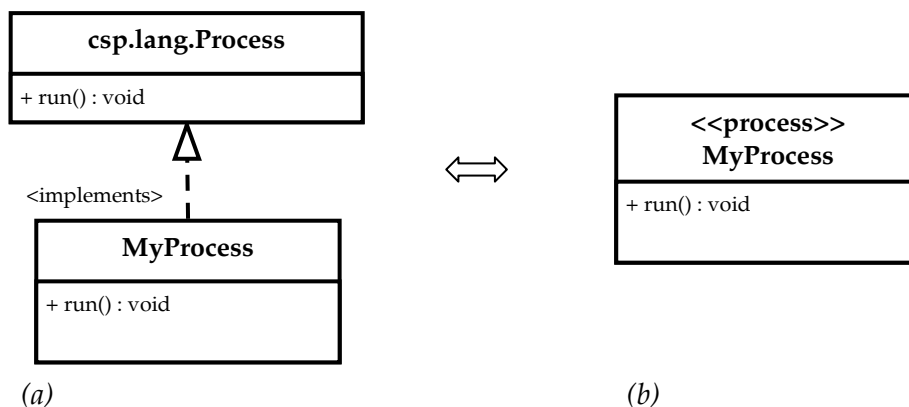 csp.lang.Process
+ run() : void
<implements>
MyProcess
+ run() : void
(a)
<<process>>
MyProcess
+ run() : void
(b)